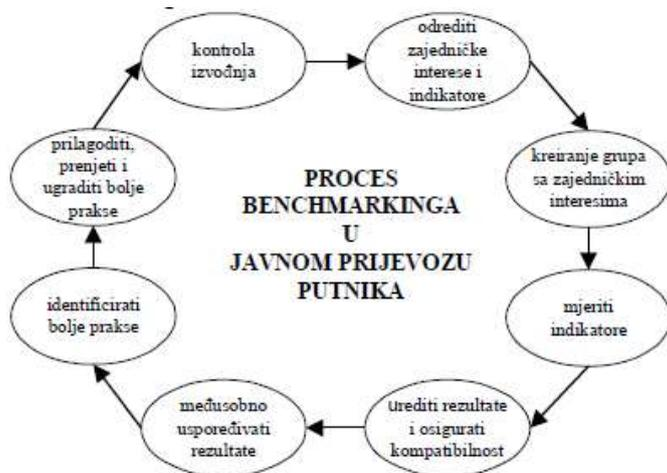 kontrola
izvođnja
odrediti
zajedničke
interese i
indikatore
kreiranje grupa
sa zajedničkim
interesima
mjeriti
indikatore
urediti rezultate
i osigurati
kompatibilnost
međusobno
uspoređivati
rezultate
identificirati
bolje prakse
prilagoditi,
prenjeti i
ugraditi bolje
prakse
PROCES
BENCHMARKINGA
U
JAVNOM PRIJEVOZU
PUTNIKA